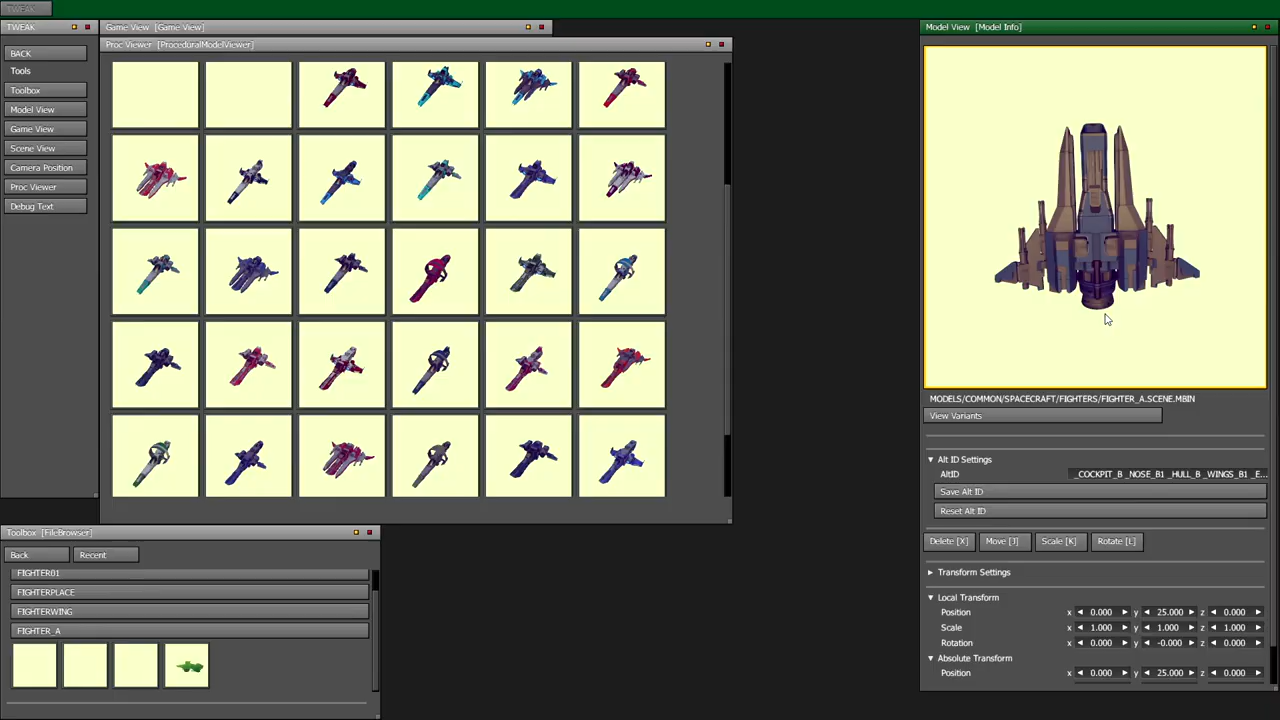 TWEAK
TWEAK
BACK
Tools
Toolbox
Model View
Game View
Scene View
Camera Position
Proc Viewer
Debug Text
Game View [Game View]
Proc Viewer [ProceduralModelViewer]
Toolbox [FileBrowser]
Back
Recent
FIGHTER01
FIGHTERPLACE
FIGHTERWING
FIGHTER_A
Model View [Model Info]
MODELS/COMMON/SPACECRAFT/FIGHTERS/FIGHTER_A.SCENE.MBIN
View Variants
Alt ID Settings
AltID _COCKPIT_B _NOSE_B1 _HULL_B _WINGS_B1 _E...
Save Alt ID
Reset Alt ID
Delete [X] Move [J] Scale [K] Rotate [L]
Transform Settings
Local Transform
Position x 0.000 y 25.000 z 0.000
Scale x 1.000 y 1.000 z 1.000
Rotation x 0.000 y -0.000 z 0.000
Absolute Transform
Position x 0.000 y 25.000 z 0.000